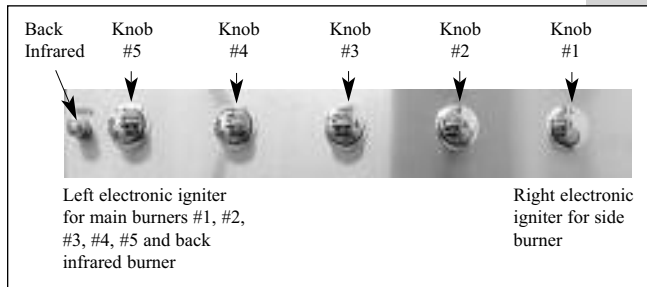 Back
Infrared
Knob
#5
Knob
#4
Knob
#3
Knob
#2
Knob
#1
Left electronic igniter
for main burners #1, #2,
#3, #4, #5 and back
infrared burner
Right electronic
igniter for side
burner